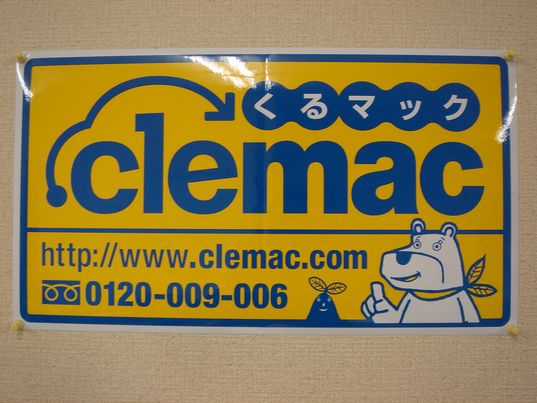 くるマック
clemac
http://www.clemac.com
0120-009-006